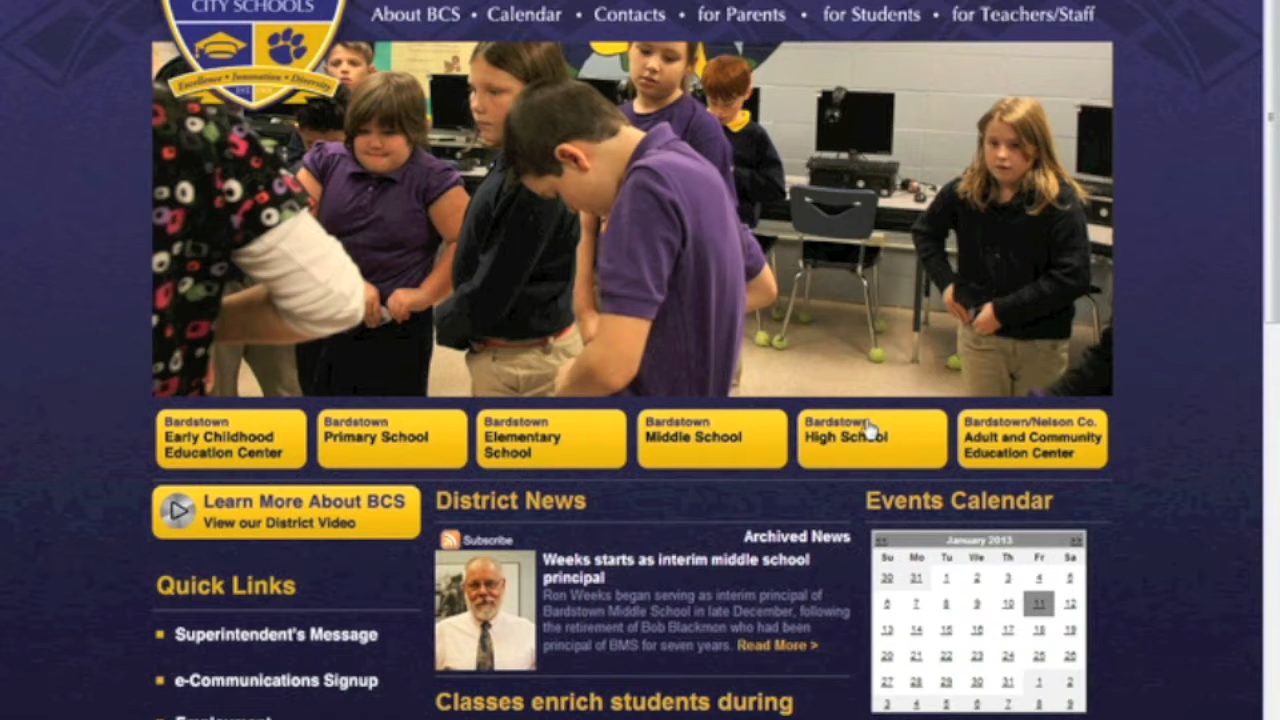 CITY SCHOOLS
About BCS • Calendar • Contacts • for Parents • for Students • for Teachers/Staff
Excellence • Innovation • Diversity
Bardstown
Early Childhood
Education Center
Bardstown
Primary School
Bardstown
Elementary
School
Bardstown
Middle School
Bardstown
High School
Bardstown/Nelson Co.
Adult and Community
Education Center
Learn More About BCS
View our District Video
Quick Links
Superintendent's Message
e-Communications Signup
Employment
District News
Subscribe
Archived News
Weeks starts as interim middle school
principal
Ron Weeks began serving as interim principal of
Bardstown Middle School in late December, following
the retirement of Bob Blackmon who had been
principal of BMS for seven years. Read More >
Classes enrich students during
Events Calendar
<< January 2013 >>
Su Mo Tu We Th Fr Sa
30 31 1 2 3 4 5
6 7 8 9 10 11 12
13 14 15 16 17 18 19
20 21 22 23 24 25 26
27 28 29 30 31 1 2
3 4 5 6 7 8 9